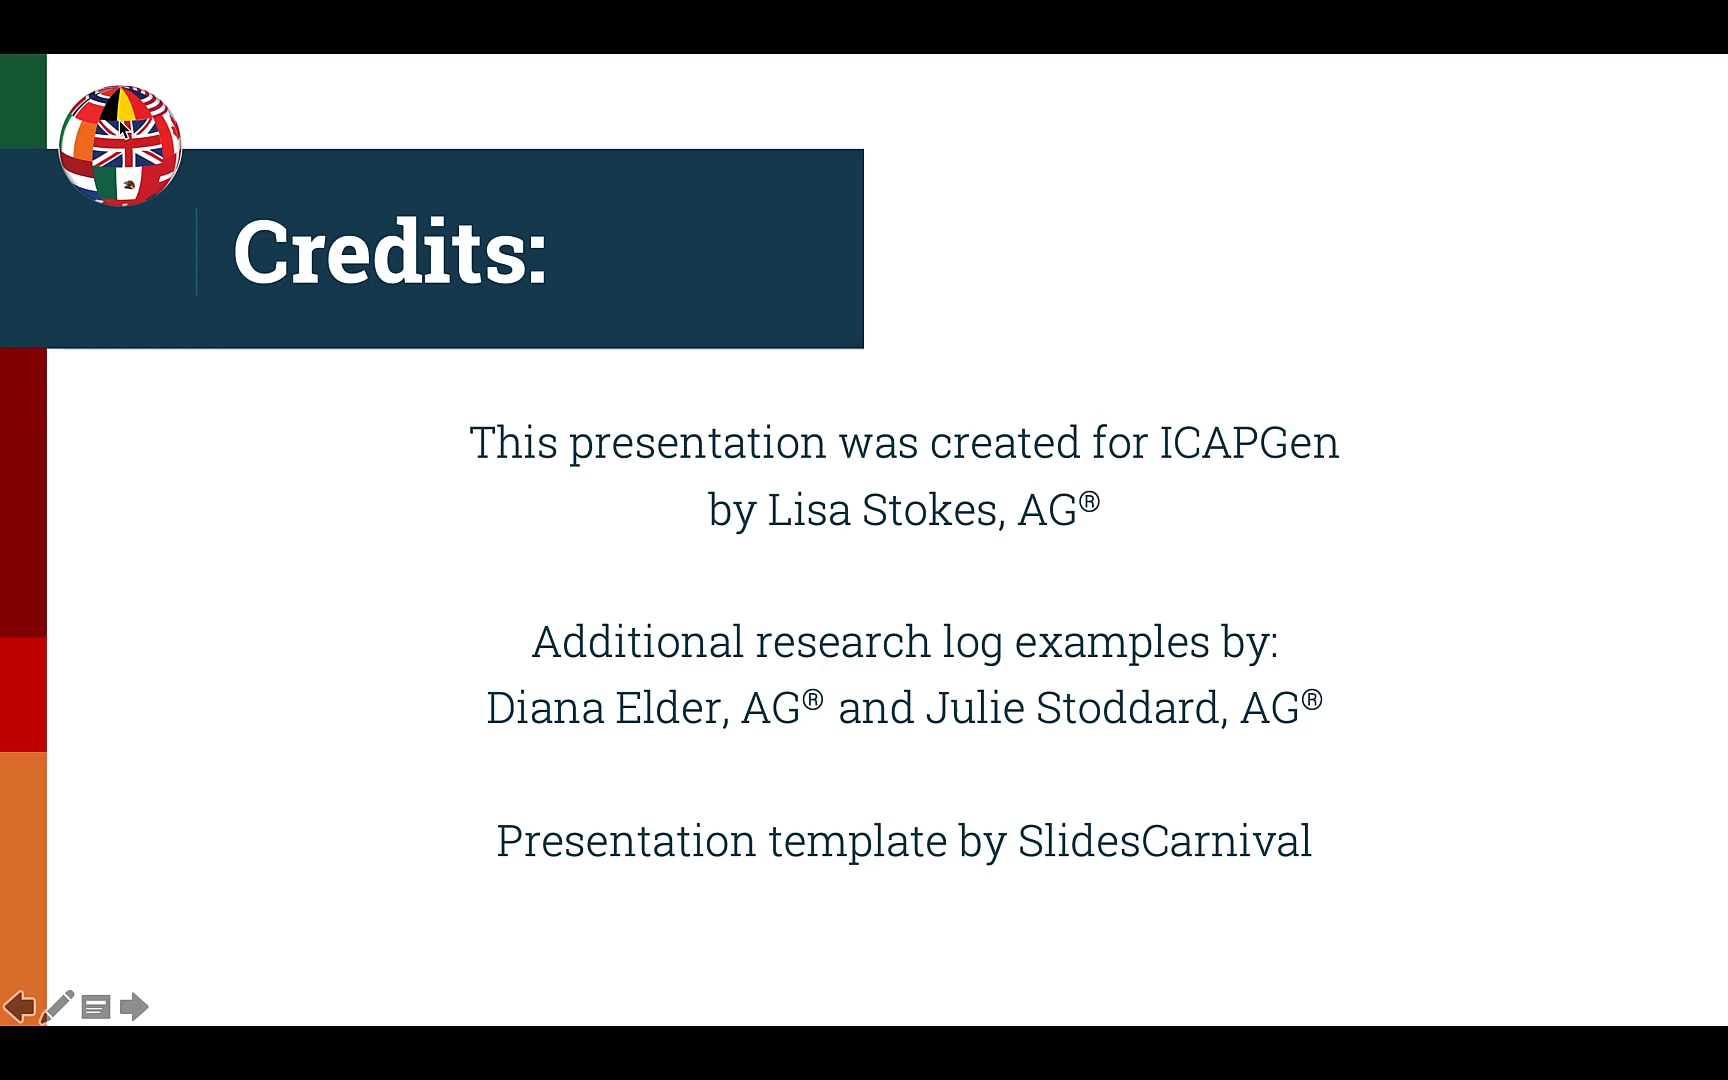 Credits:
This presentation was created for ICAPGen
by Lisa Stokes, AG®
Additional research log examples by:
Diana Elder, AG® and Julie Stoddard, AG®
Presentation template by SlidesCarnival